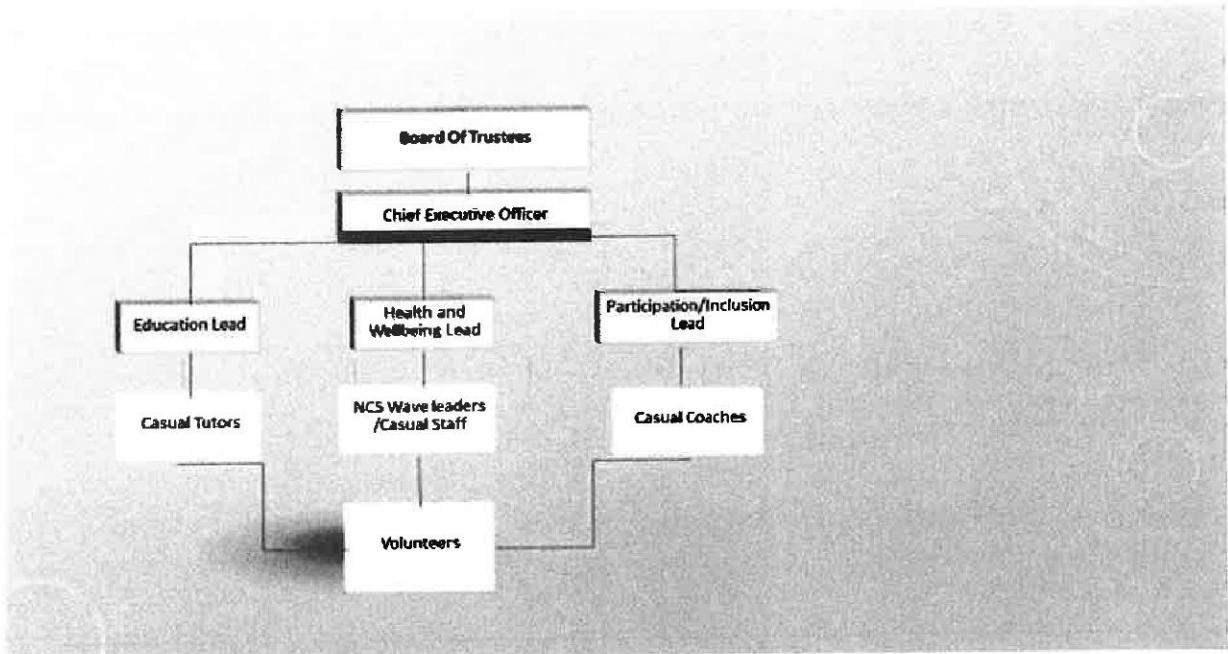 Board Of Trustees
Chief Executive Officer
Education Lead
Health and
Wellbeing Lead
Participation/Inclusion
Lead
Casual Tutors
NCS Wave leaders
/Casual Staff
Casual Coaches
Volunteers